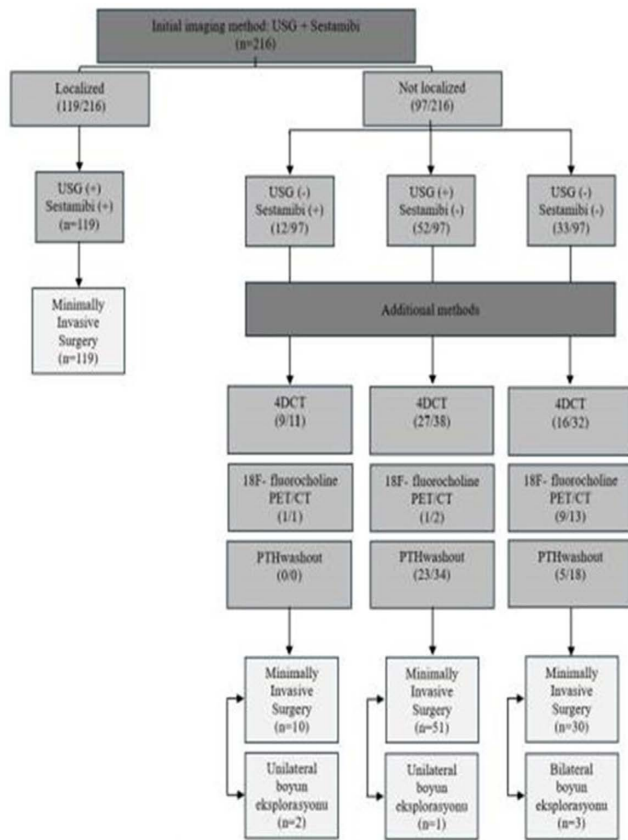 Initial imaging method: USG + Sestamibi
(n=216)
Localized
(119/216)
Not localized
(97/216)
USG (+)
Sestamibi (+)
(n=119)
USG (-)
Sestamibi (+)
(12/97)
USG (+)
Sestamibi (-)
(52/97)
USG (-)
Sestamibi (-)
(33/97)
Minimally
Invasive
Surgery
(n=119)
Additional methods
4DCT
(9/11)
4DCT
(27/38)
4DCT
(16/32)
18F- fluorocholine
PET/CT
(1/1)
18F- fluorocholine
PET/CT
(1/2)
18F- fluorocholine
PET/CT
(9/13)
PTHwashout
(0/0)
PTHwashout
(23/34)
PTHwashout
(5/18)
Minimally
Invasive
Surgery
(n=10)
Minimally
Invasive
Surgery
(n=51)
Minimally
Invasive
Surgery
(n=30)
Unilateral
boyun
eksplorasyonu
(n=2)
Unilateral
boyun
eksplorasyonu
(n=1)
Bilateral
boyun
eksplorasyonu
(n=3)